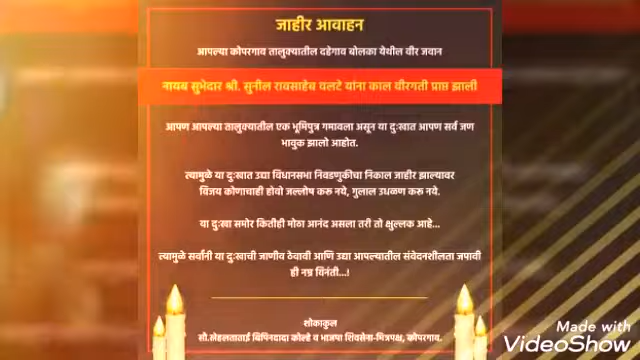 जाहीर आवाहन
आपल्या कोपरगाव तालुक्यातील दहेगाव बोलका येथील वीर जवान
नायब सुभेदार श्री. सुनील रावसाहेब वलटे यांना काल वीरगती प्राप्त झाली
आपण आपल्या तालुक्यातील एक भूमिपुत्र गमावला असून या दुःखात आपण सर्व जण
भावुक झालो आहोत.
त्यामुळे या दुःखात उद्या विधानसभा निवडणुकीचा निकाल जाहीर झाल्यावर
विजय कोणाचाही होवो जल्लोष करू नये, गुलाल उधळण करू नये.
या दुःखा समोर कितीही मोठा आनंद असला तरी तो क्षुल्लक आहे...
त्यामुळे सर्वांनी या दुःखाची जाणीव ठेवावी आणि उद्या आपल्यातील संवेदनशीलता जपावी
ही नम्र विनंती...!
शोकाकुल
सौ.स्नेहलताताई बिपिनदादा कोल्हे व भाजपा शिवसेना-मित्रपक्ष, कोपरगाव.
Made with
VideoShow